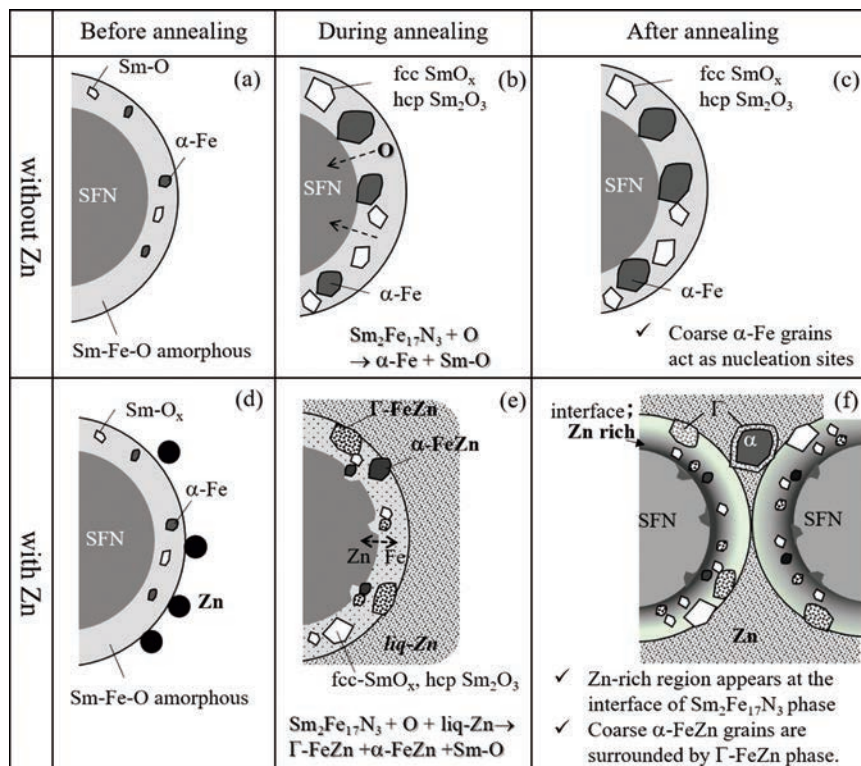 Before annealing
During annealing
After annealing
without Zn
Sm-O
(a)
α-Fe
SFN
Sm-Fe-O amorphous
fcc SmOₓ
hcp Sm₂O₃
(b)
O
SFN
α-Fe
Sm₂Fe₁₇N₃ + O
→ α-Fe + Sm-O
fcc SmOₓ
hcp Sm₂O₃
(c)
SFN
α-Fe
✓ Coarse α-Fe grains
act as nucleation sites
with Zn
Sm-Oₓ
(d)
α-Fe
SFN
Zn
Sm-Fe-O amorphous
(e)
Γ-FeZn
α-FeZn
Zn Fe
liq-Zn
fcc-SmOₓ, hcp Sm₂O₃
Sm₂Fe₁₇N₃ + O + liq-Zn→
Γ-FeZn +α-FeZn +Sm-O
(f)
interface;
Zn rich
Γ
α
SFN
SFN
Zn
✓ Zn-rich region appears at the
interface of Sm₂Fe₁₇N₃ phase
✓ Coarse α-FeZn grains are
surrounded by Γ-FeZn phase.